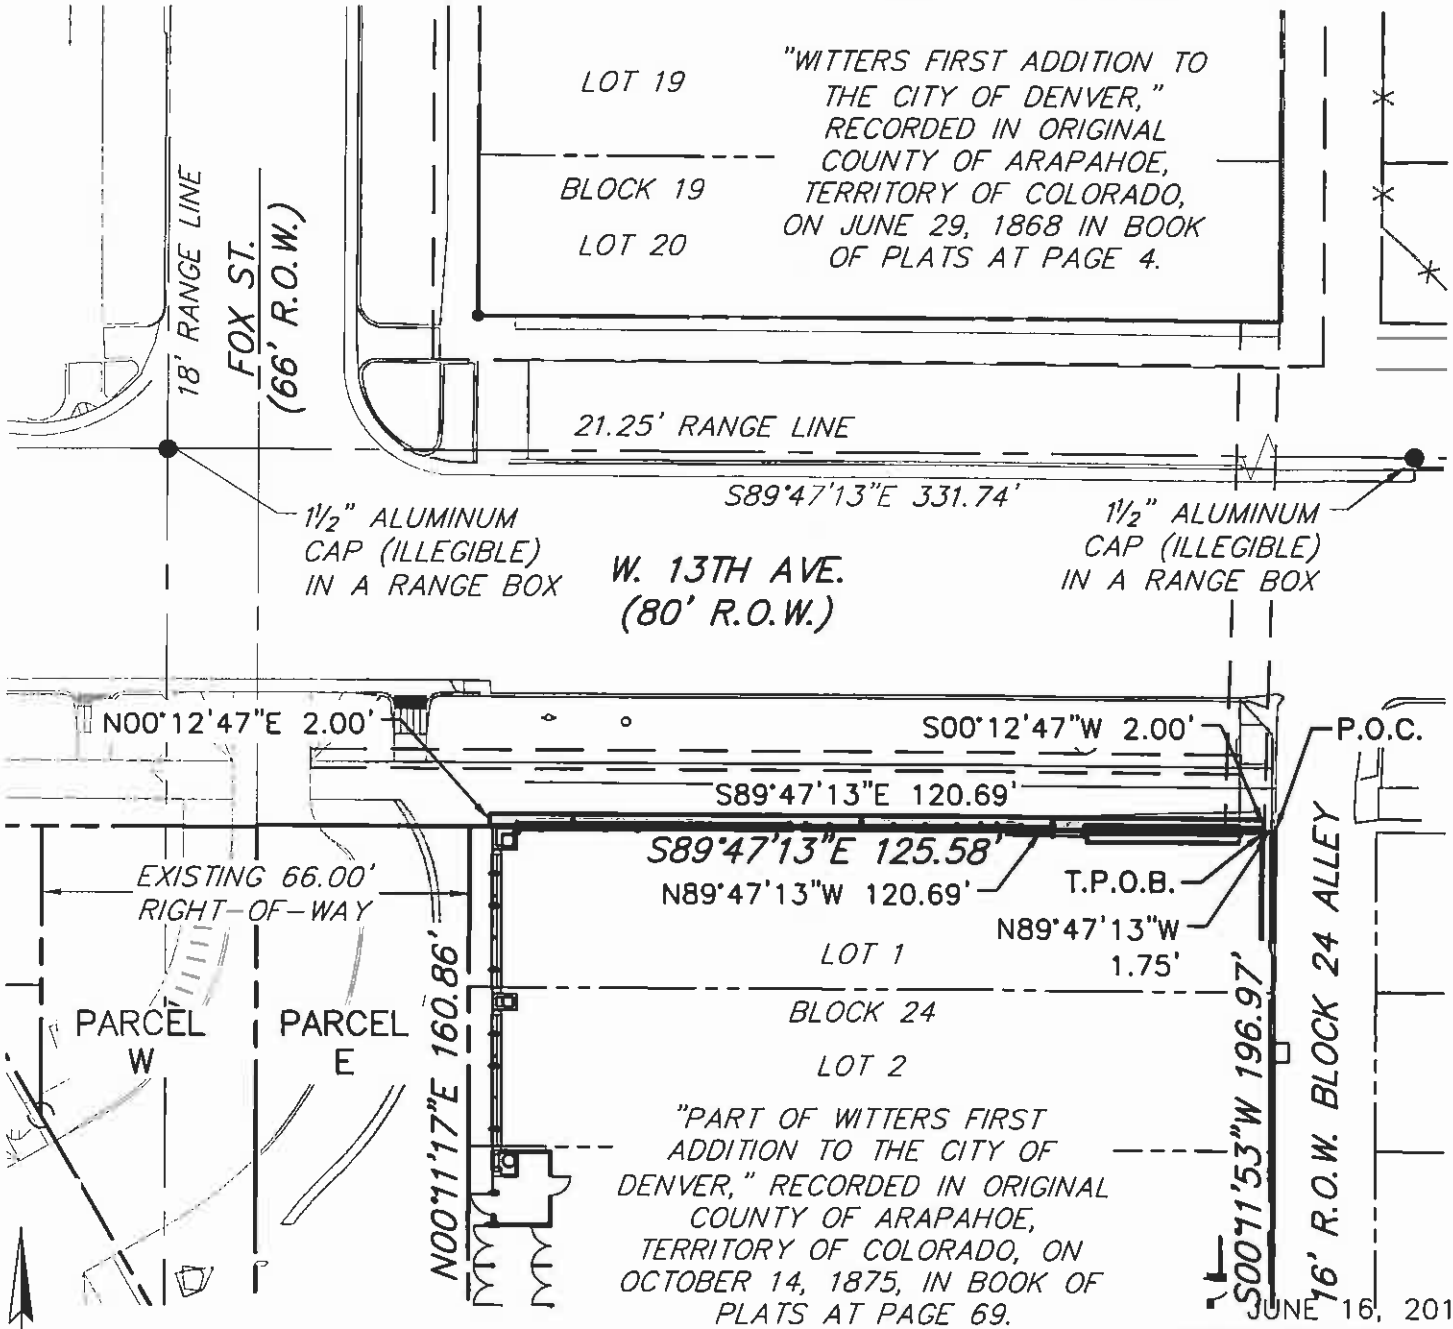 LOT 19
BLOCK 19
LOT 20
"WITTERS FIRST ADDITION TO
THE CITY OF DENVER,"
RECORDED IN ORIGINAL
COUNTY OF ARAPAHOE,
TERRITORY OF COLORADO,
ON JUNE 29, 1868 IN BOOK
OF PLATS AT PAGE 4.
18' RANGE LINE
FOX ST.
(66' R.O.W.)
21.25' RANGE LINE
S89°47'13"E 331.74'
1½" ALUMINUM
CAP (ILLEGIBLE)
IN A RANGE BOX
W. 13TH AVE.
(80' R.O.W.)
1½" ALUMINUM
CAP (ILLEGIBLE)
IN A RANGE BOX
N00°12'47"E 2.00'
S00°12'47"W 2.00'
P.O.C.
S89°47'13"E 120.69'
S89°47'13"E 125.58'
N89°47'13"W 120.69'
T.P.O.B.
N89°47'13"W
1.75'
EXISTING 66.00'
RIGHT-OF-WAY
PARCEL
W
PARCEL
E
N00°11'17"E 160.86'
LOT 1
BLOCK 24
LOT 2
"PART OF WITTERS FIRST
ADDITION TO THE CITY OF
DENVER," RECORDED IN ORIGINAL
COUNTY OF ARAPAHOE,
TERRITORY OF COLORADO, ON
OCTOBER 14, 1875, IN BOOK OF
PLATS AT PAGE 69.
S00°11'53"W 196.97'
16' R.O.W. BLOCK 24 ALLEY
JUNE 16, 201